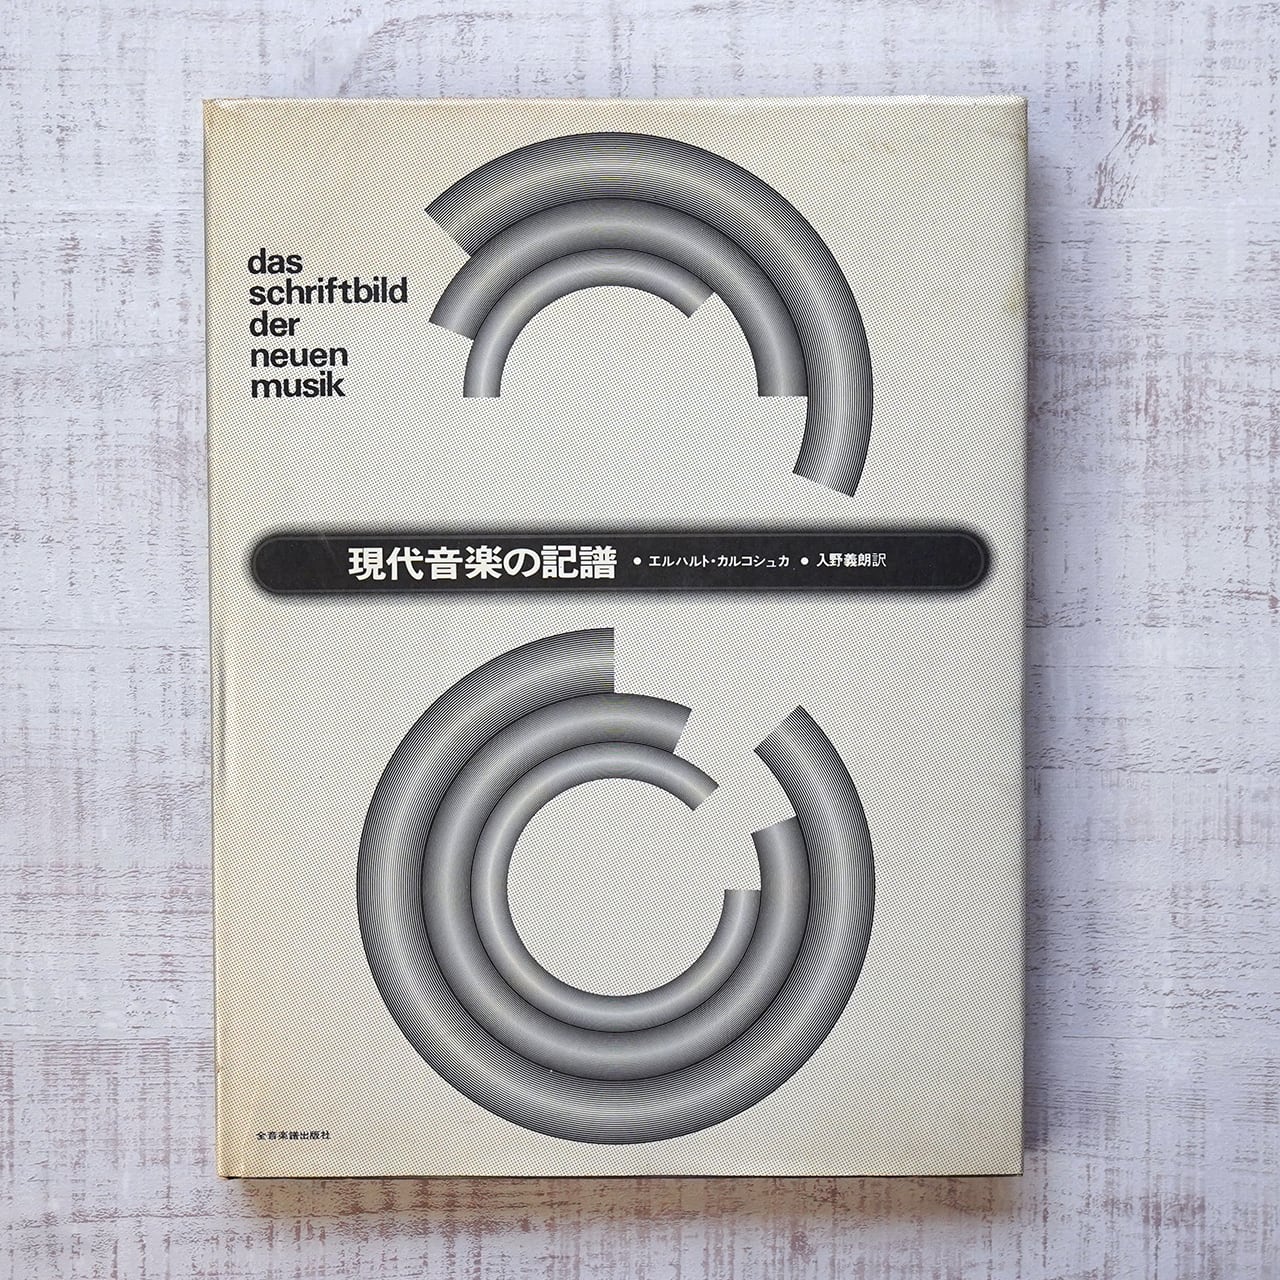 das
schriftbild
der
neuen
musik
現代音楽の記譜 ● エルハルト・カルコシュカ ● 入野義朗訳
全音楽譜出版社